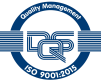 Quality Management
DQS
ISO 9001:2015